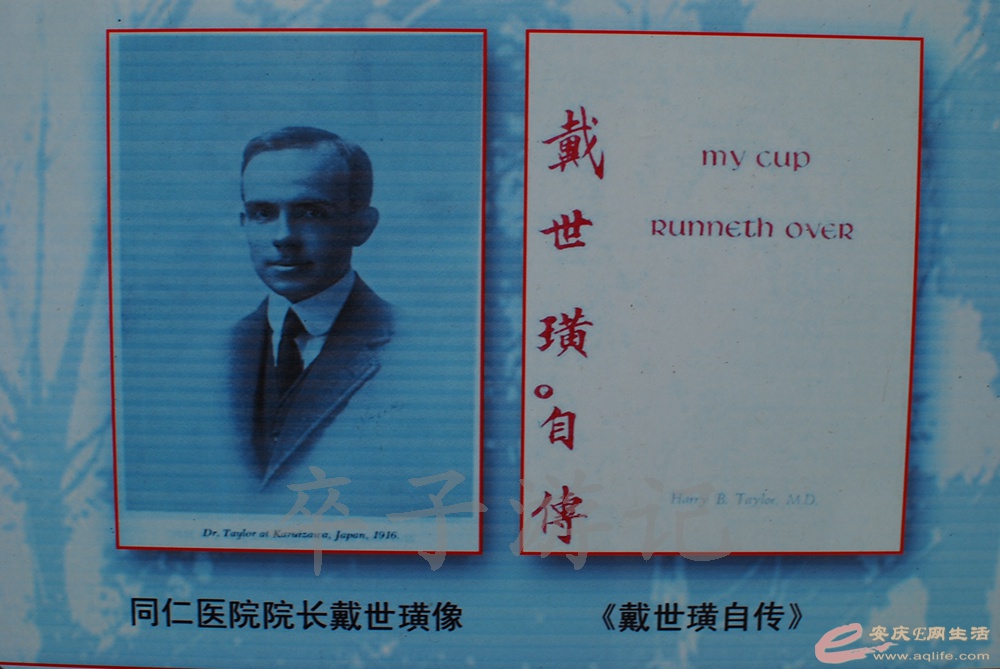 Dr. Taylor at Karuizawa, Japan, 1916.
同仁医院院长戴世璜像
戴世璜。自傳
my cup
Runneth over
Harry B. Taylor, M.D.
《戴世璜自传》
卒子游记
安庆E网生活
www.aqlife.com